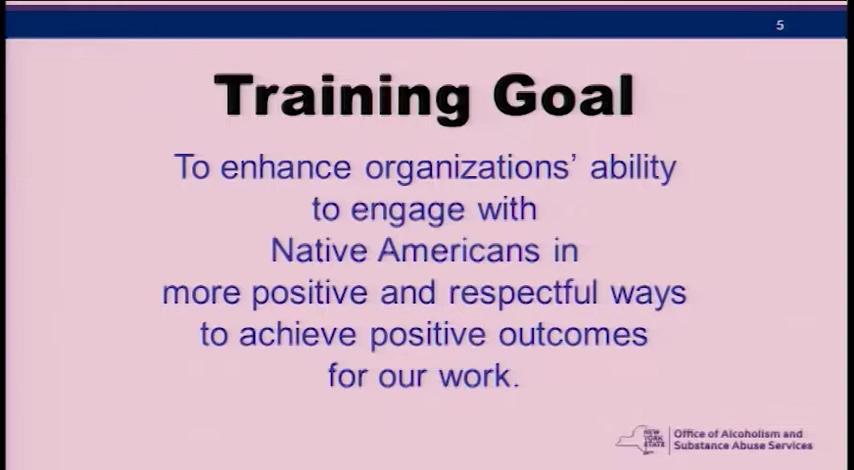 5
Training Goal
To enhance organizations’ ability
to engage with
Native Americans in
more positive and respectful ways
to achieve positive outcomes
for our work.
NEW
YORK
STATE
Office of Alcoholism and
Substance Abuse Services